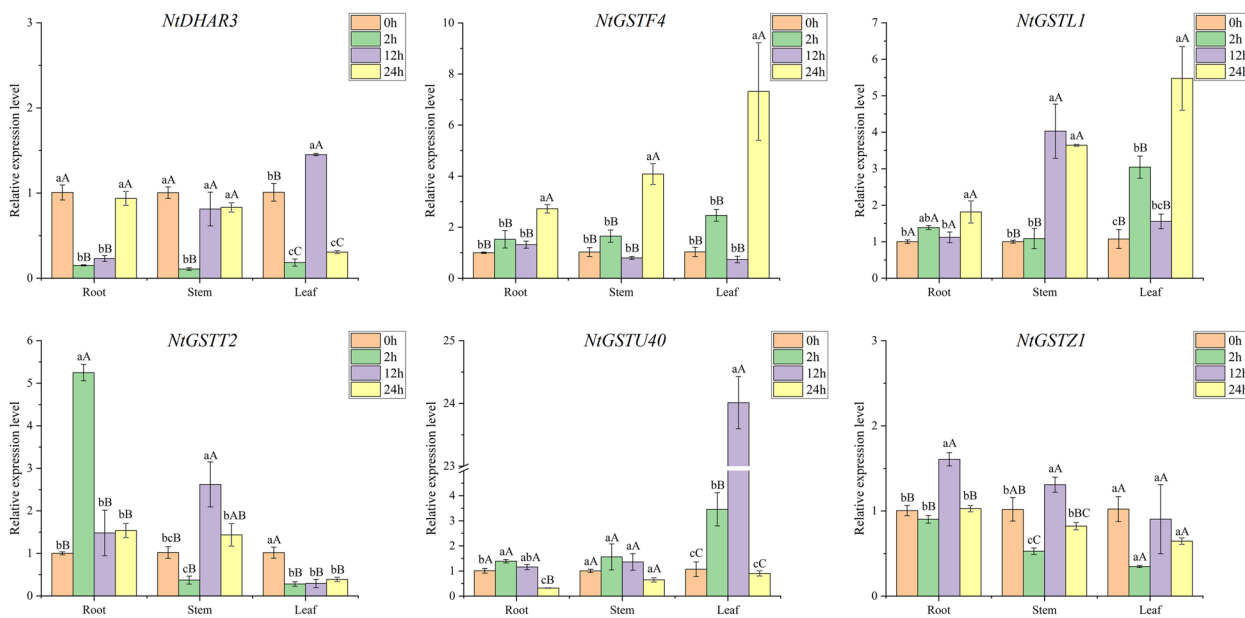 NtDHAR3
0h
2h
12h
24h
Relative expression level
3
2
1
0
aA
bB
bB
aA
aA
bB
aA
aA
bB
cC
aA
cC
Root
Stem
Leaf
NtGSTF4
0h
2h
12h
24h
Relative expression level
10
8
6
4
2
0
bB
bB
bB
aA
bB
bB
bB
aA
bB
bB
bB
aA
Root
Stem
Leaf
NtGSTL1
0h
2h
12h
24h
Relative expression level
7
6
5
4
3
2
1
0
bA
abA
bA
aA
bB
bB
aA
aA
cB
bB
bcB
aA
Root
Stem
Leaf
NtGSTT2
0h
2h
12h
24h
Relative expression level
6
5
4
3
2
1
0
bB
aA
bB
bB
bcB
cB
aA
bAB
aA
bB
bB
bB
Root
Stem
Leaf
NtGSTU40
0h
2h
12h
24h
Relative expression level
25
24
23
5
4
3
2
1
0
bA
aA
abA
cB
aA
aA
aA
aA
cC
bB
aA
cC
Root
Stem
Leaf
NtGSTZ1
0h
2h
12h
24h
Relative expression level
3
2
1
0
bB
bB
aA
bB
bAB
cC
aA
bBC
aA
aA
aA
aA
Root
Stem
Leaf